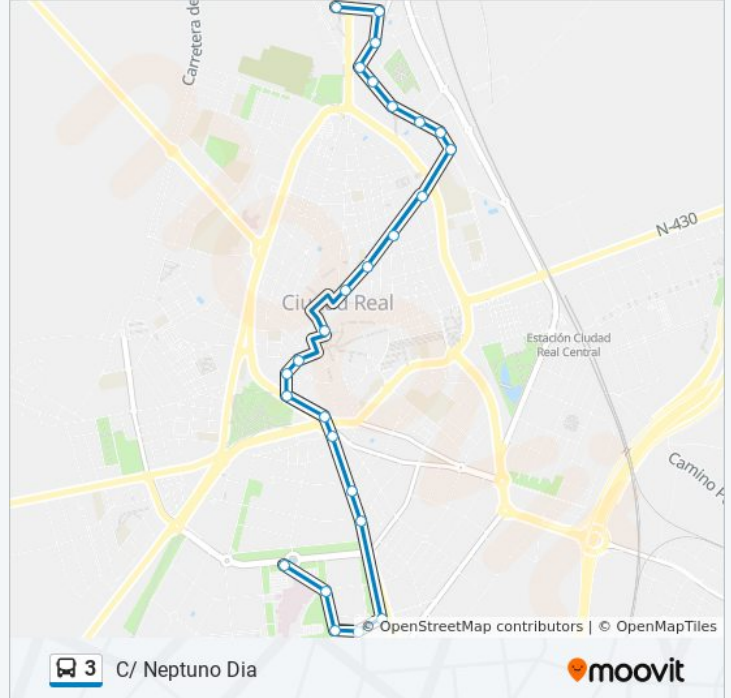 Carretera de
N-430
Ciudad Real
Estación Ciudad
Real Central
Camino
© OpenStreetMap contributors | © OpenMapTiles
3 C/ Neptuno Dia
moovit